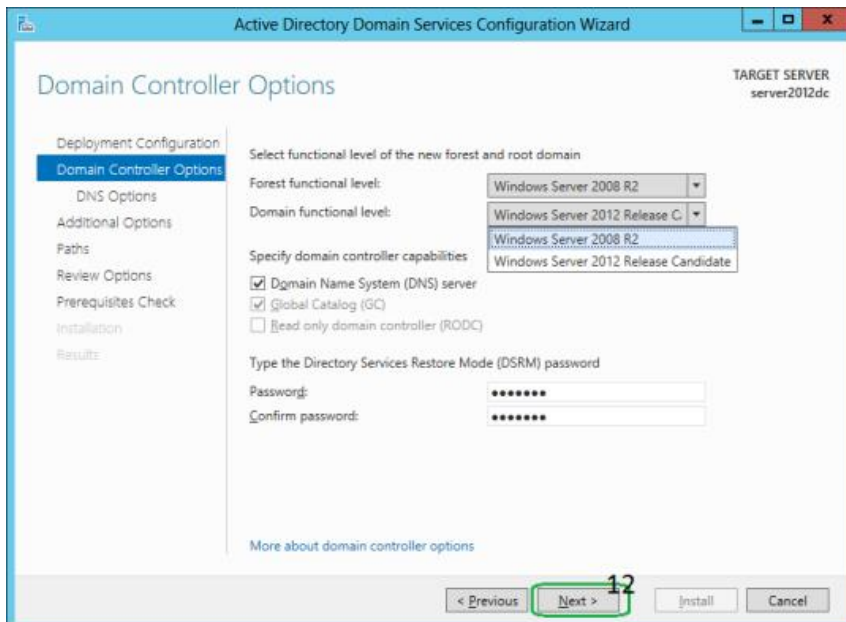 Active Directory Domain Services Configuration Wizard
Domain Controller Options
TARGET SERVER
server2012dc
Deployment Configuration
Domain Controller Options
DNS Options
Additional Options
Paths
Review Options
Prerequisites Check
Installation
Results
Select functional level of the new forest and root domain
Forest functional level: Windows Server 2008 R2
Domain functional level: Windows Server 2012 Release C
Windows Server 2008 R2
Windows Server 2012 Release Candidate
Specify domain controller capabilities
Domain Name System (DNS) server
Global Catalog (GC)
Read only domain controller (RODC)
Type the Directory Services Restore Mode (DSRM) password
Password: •••••••
Confirm password: •••••••
More about domain controller options
12
< Previous Next > Install Cancel